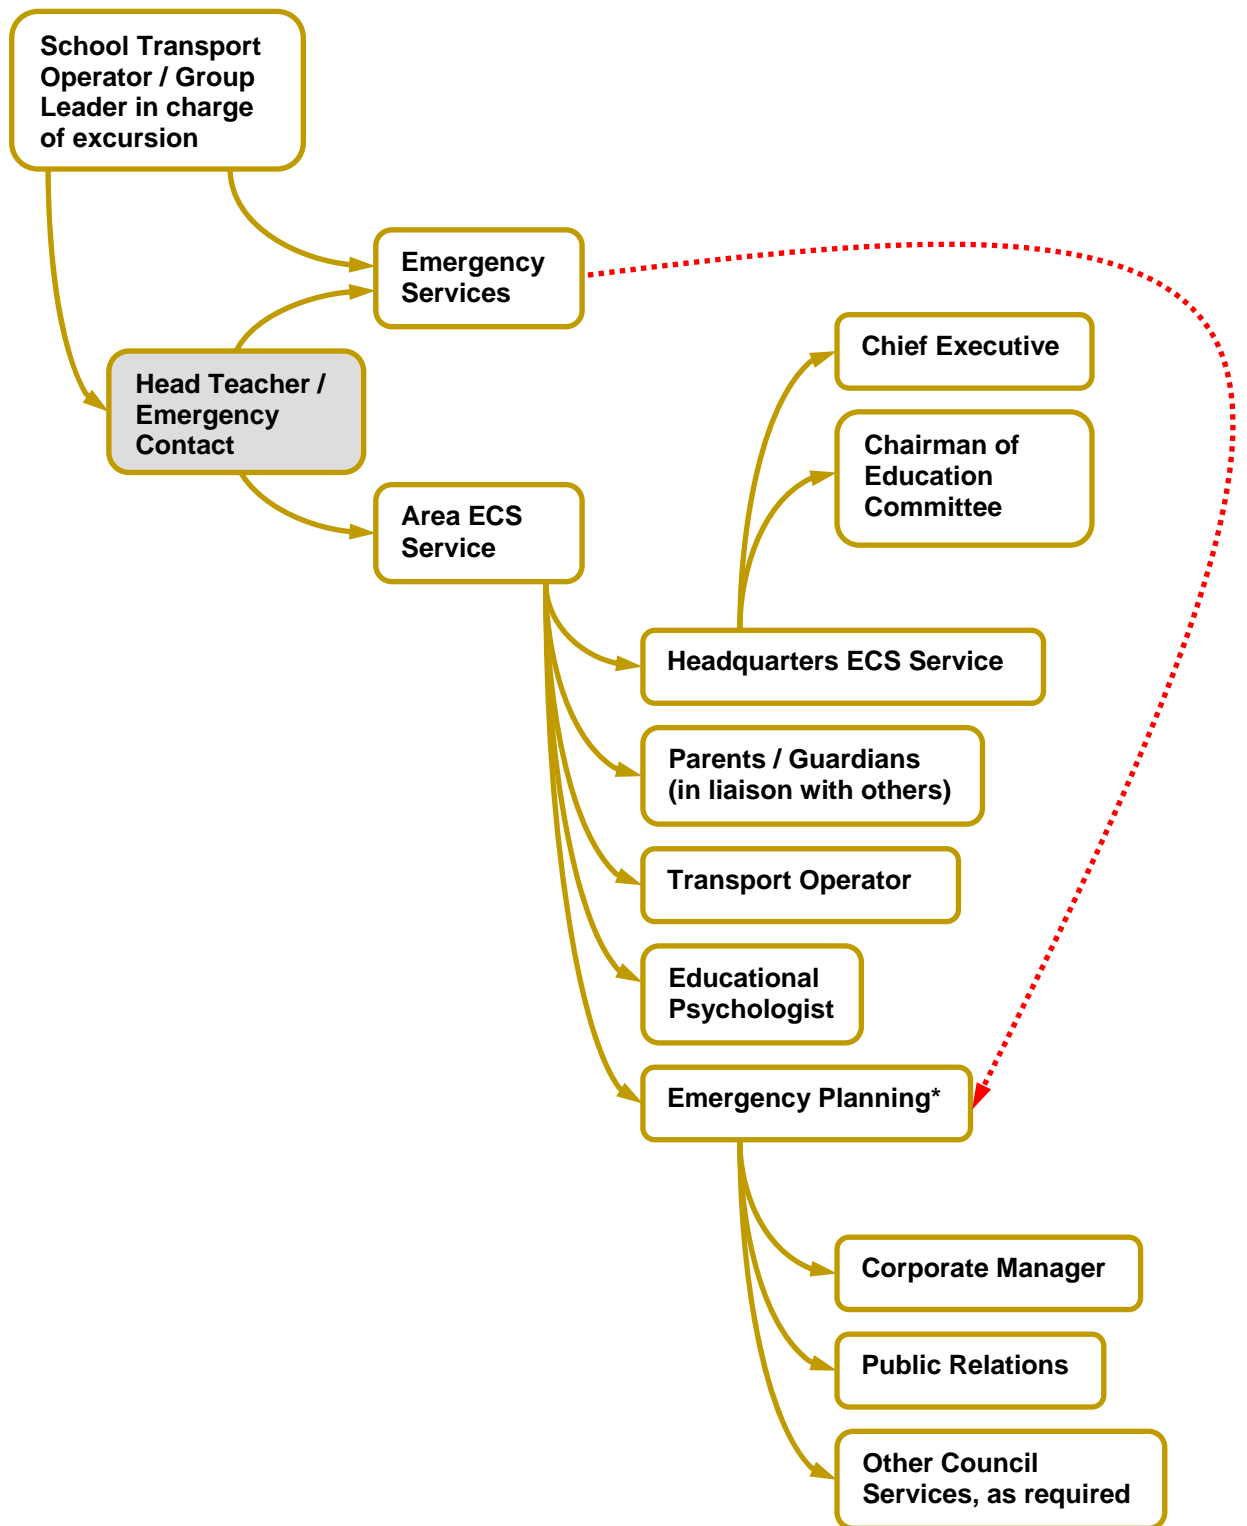 School Transport
Operator / Group
Leader in charge
of excursion
Emergency
Services
Chief Executive
Head Teacher /
Emergency
Contact
Chairman of
Education
Committee
Area ECS
Service
Headquarters ECS Service
Parents / Guardians
(in liaison with others)
Transport Operator
Educational
Psychologist
Emergency Planning*
Corporate Manager
Public Relations
Other Council
Services, as required